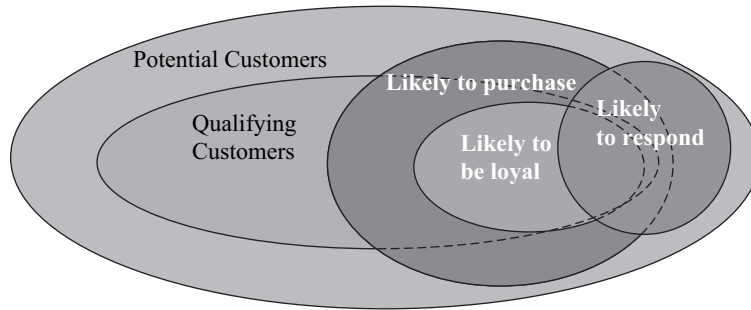 Potential Customers
Likely to purchase
Qualifying
Customers
Likely to
be loyal
Likely
to respond